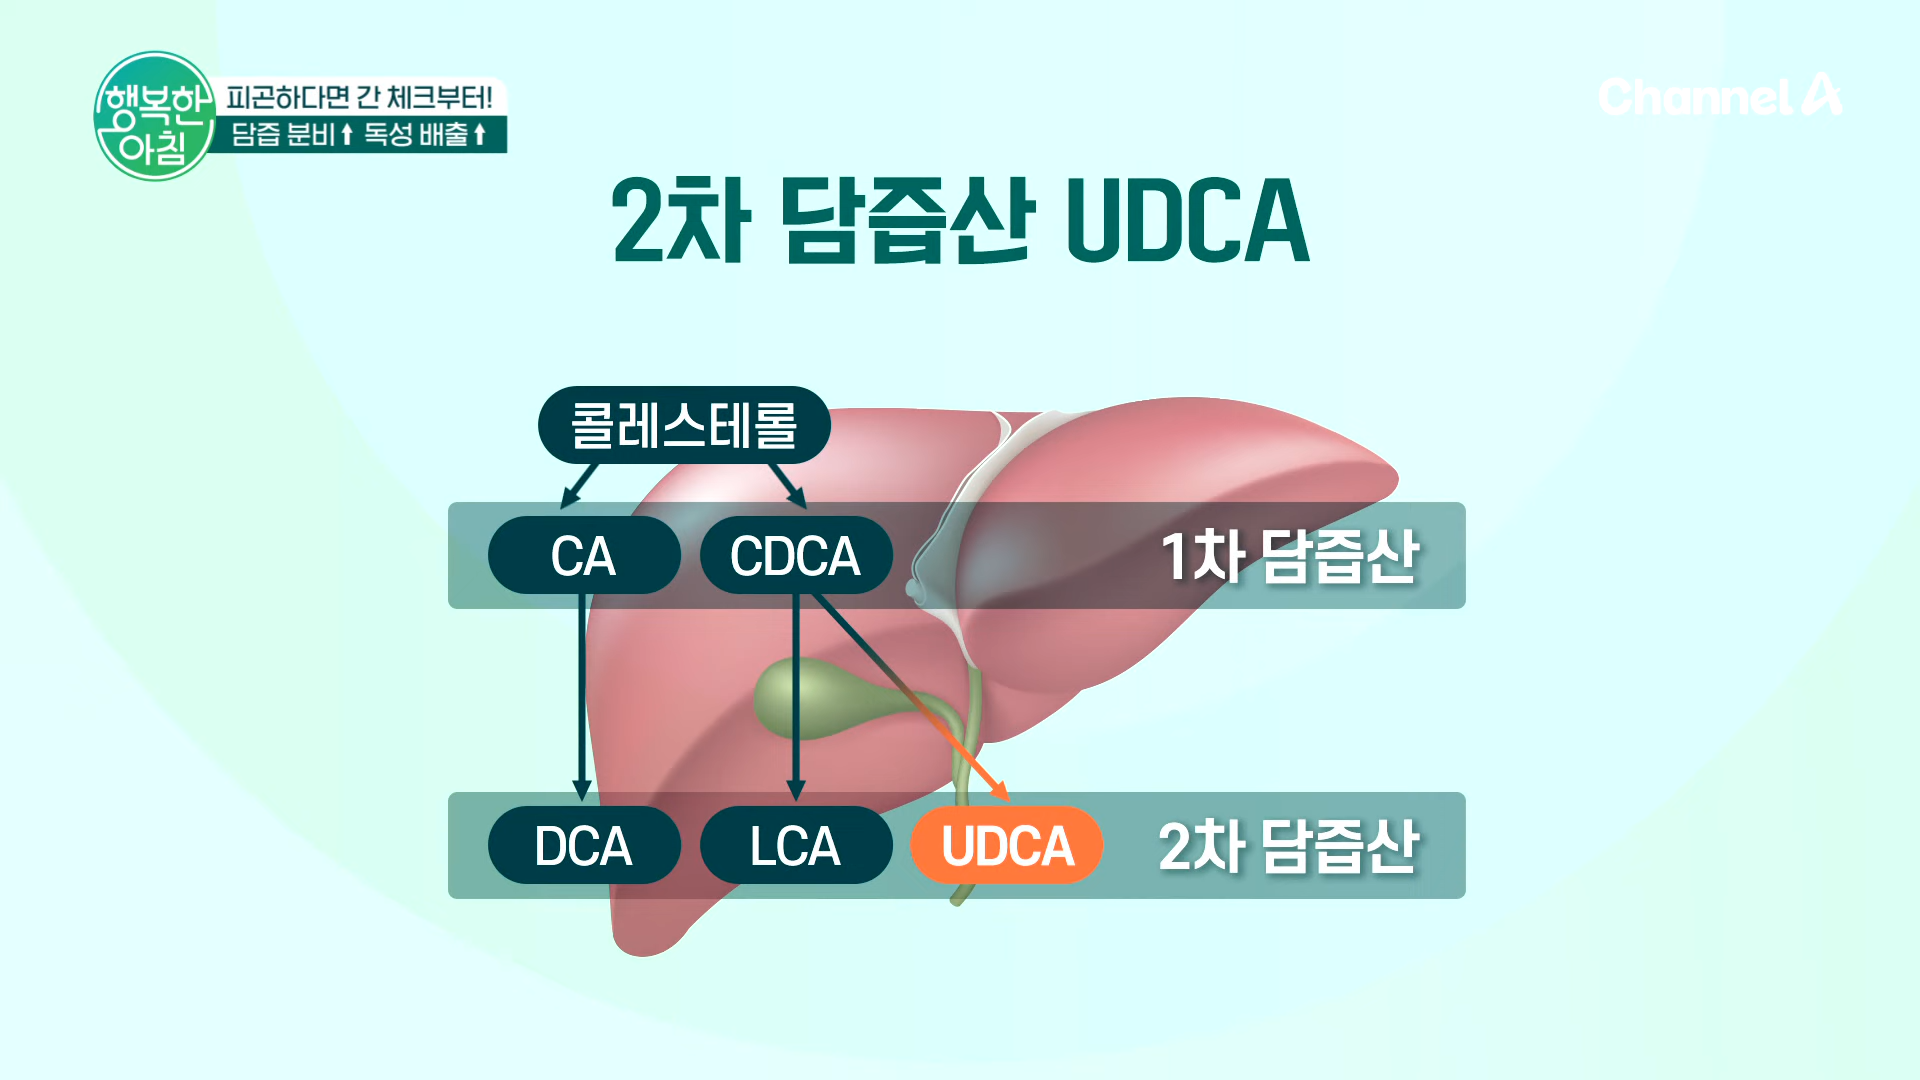 행복한
아침
피곤하다면 간 체크부터!
담즙 분비⬆ 독성 배출⬆
Channel A
2차 담즙산 UDCA
콜레스테롤
CA
CDCA
1차 담즙산
DCA
LCA
UDCA
2차 담즙산